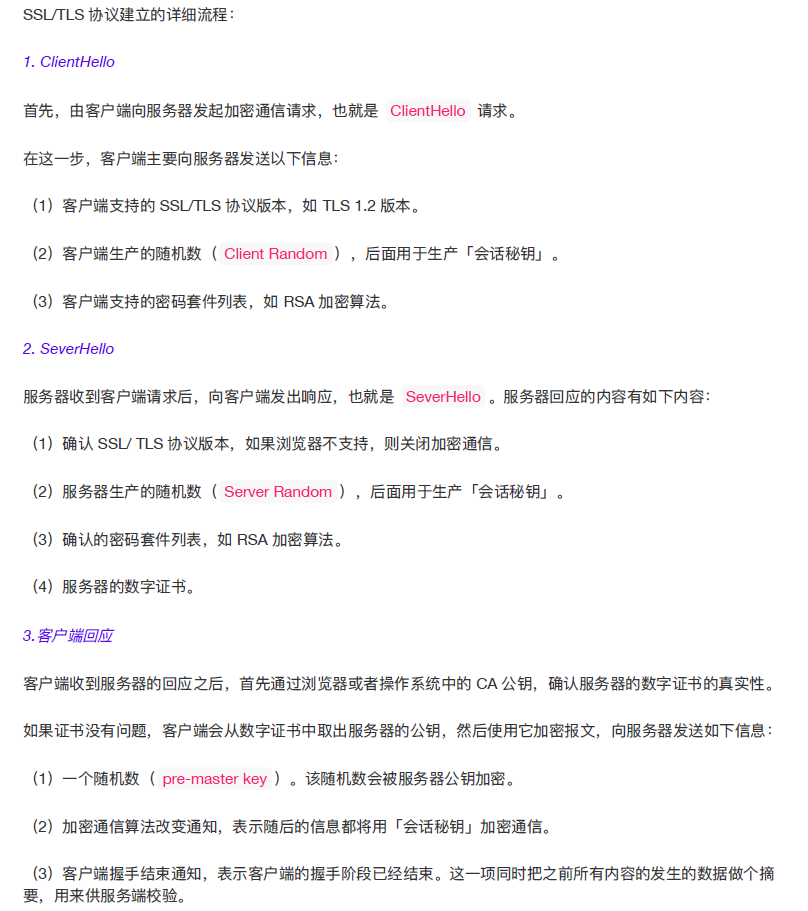 SSL/TLS 协议建立的详细流程：
1. ClientHello
首先，由客户端向服务器发起加密通信请求，也就是 ClientHello 请求。
在这一步，客户端主要向服务器发送以下信息：
（1）客户端支持的 SSL/TLS 协议版本，如 TLS 1.2 版本。
（2）客户端生产的随机数（ Client Random ），后面用于生产「会话秘钥」。
（3）客户端支持的密码套件列表，如 RSA 加密算法。
2. SeverHello
服务器收到客户端请求后，向客户端发出响应，也就是 SeverHello 。服务器回应的内容有如下内容：
（1）确认 SSL/ TLS 协议版本，如果浏览器不支持，则关闭加密通信。
（2）服务器生产的随机数（ Server Random ），后面用于生产「会话秘钥」。
（3）确认的密码套件列表，如 RSA 加密算法。
（4）服务器的数字证书。
3.客户端回应
客户端收到服务器的回应之后，首先通过浏览器或者操作系统中的 CA 公钥，确认服务器的数字证书的真实性。
如果证书没有问题，客户端会从数字证书中取出服务器的公钥，然后使用它加密报文，向服务器发送如下信息：
（1）一个随机数（ pre-master key ）。该随机数会被服务器公钥加密。
（2）加密通信算法改变通知，表示随后的信息都将用「会话秘钥」加密通信。
（3）客户端握手结束通知，表示客户端的握手阶段已经结束。这一项同时把之前所有内容的发生的数据做个摘
要，用来供服务端校验。